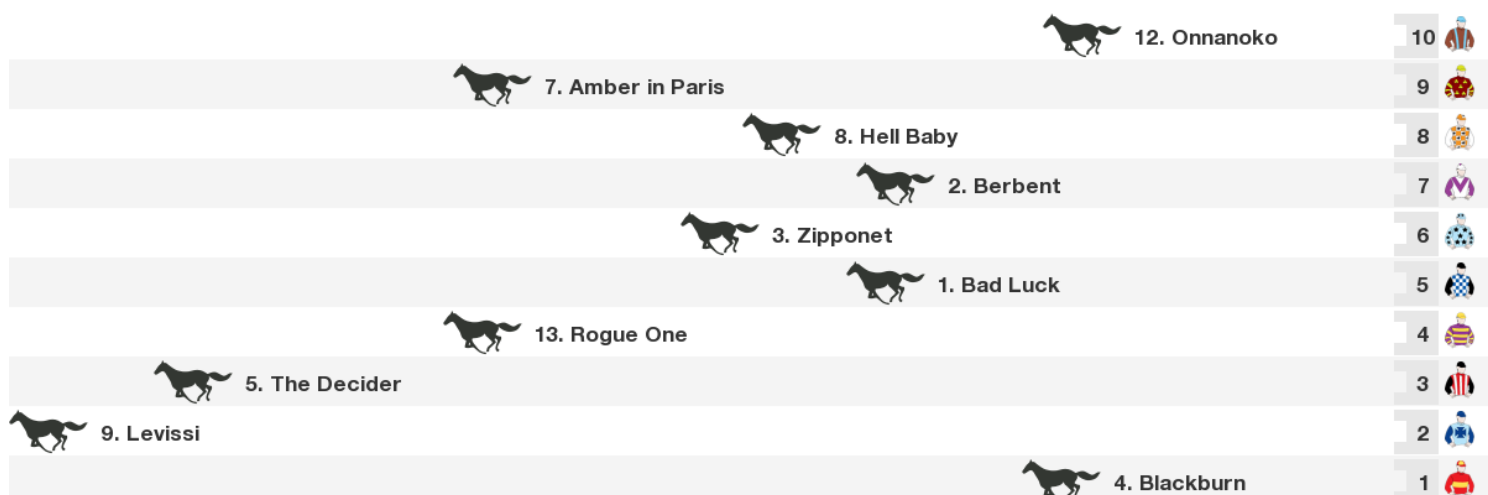 12. Onnanoko 10
7. Amber in Paris 9
8. Hell Baby 8
2. Berbent 7
3. Zipponet 6
1. Bad Luck 5
13. Rogue One 4
5. The Decider 3
9. Levissi 2
4. Blackburn 1